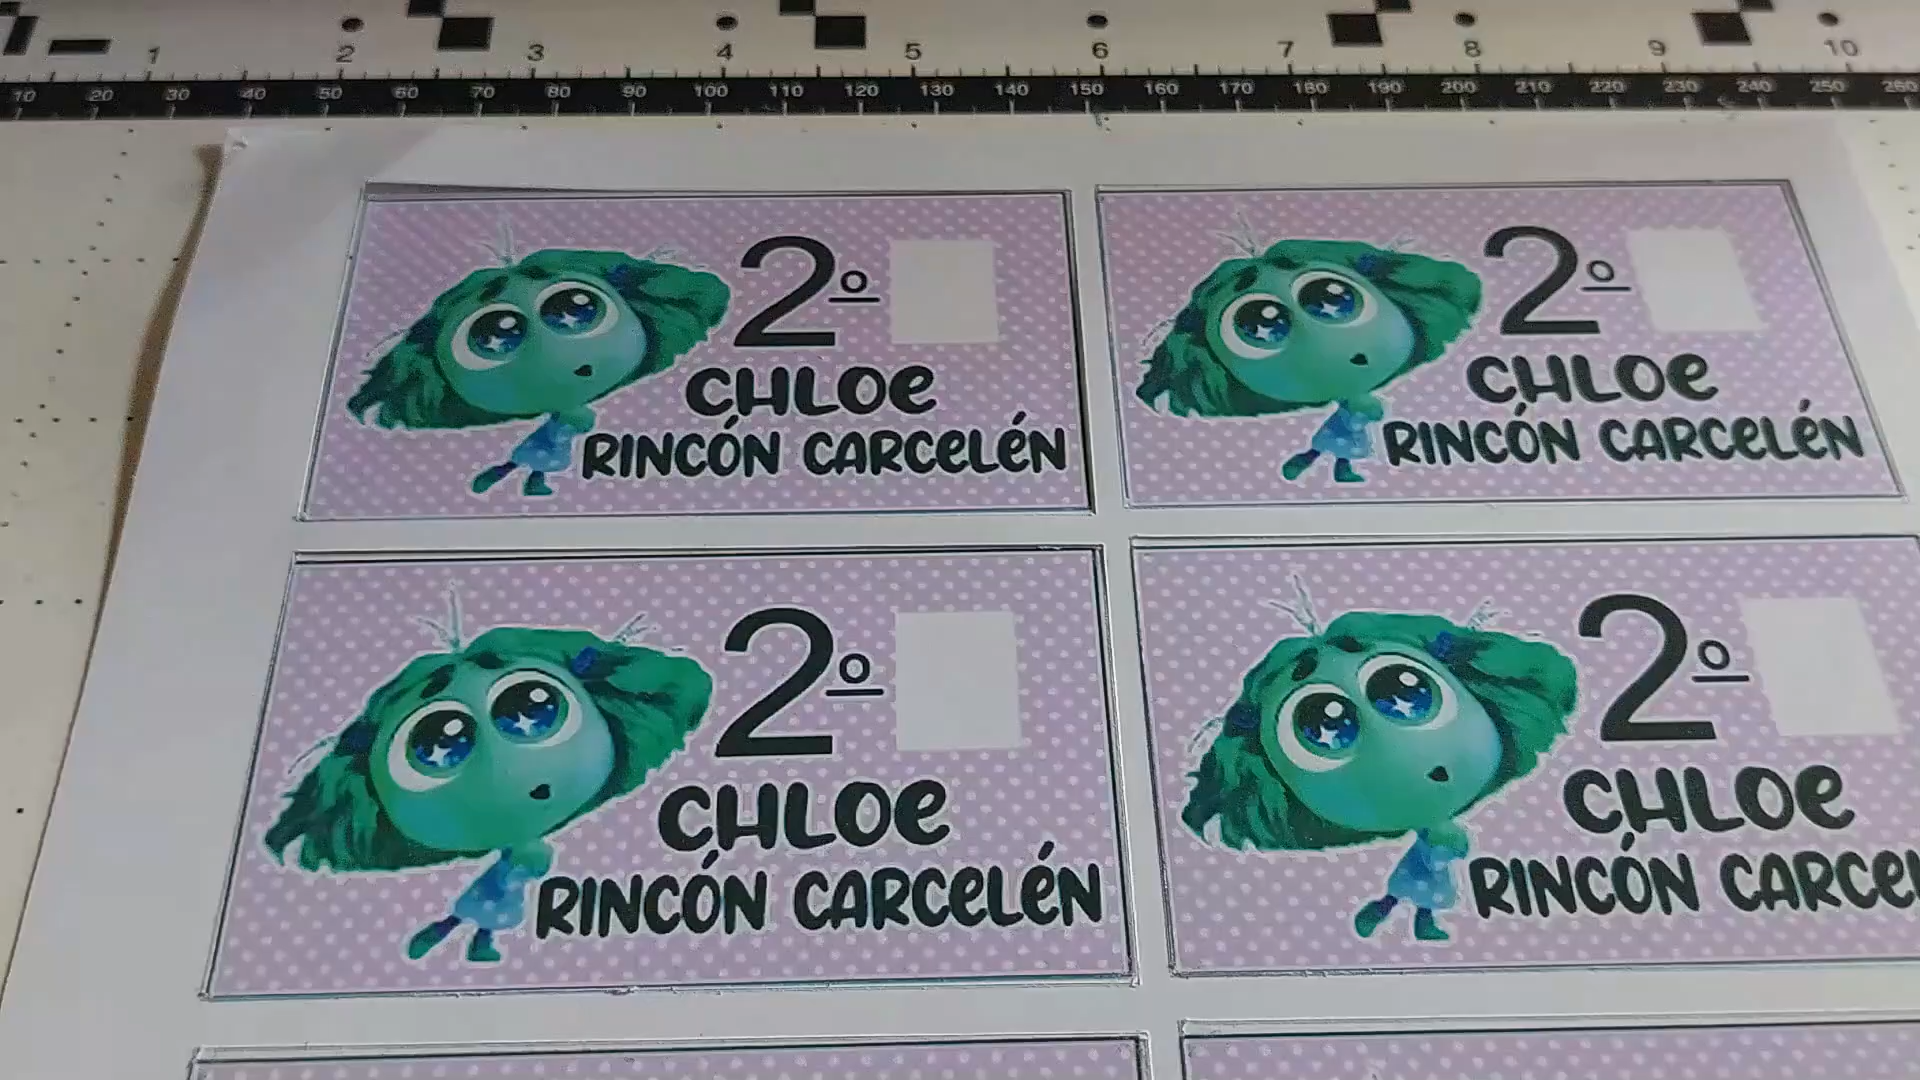 1 2 3 4 5 6 7 8 9 10
10 20 30 40 50 60 70 80 90 100 110 120 130 140 150 160 170 180 190 200 210 220 230 240 250 260
2º
CHLOe
RINCÓN CARCeLéN
2º
CHLOe
RINCÓN CARCeLéN
2º
CHLOe
RINCÓN CARCeLéN
2º
CHLOe
RINCÓN